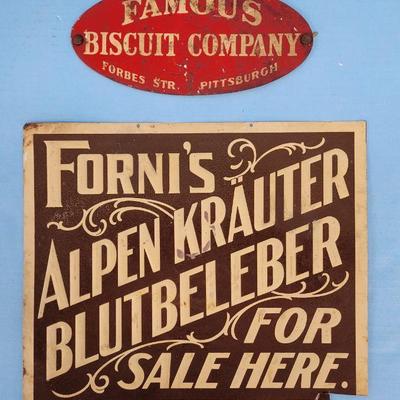 FAMOUS
BISCUIT COMPANY
FORBES STR. PITTSBURGH
FORNI'S
ALPEN KRÄUTER
BLUTBELEBER
FOR
SALE HERE.